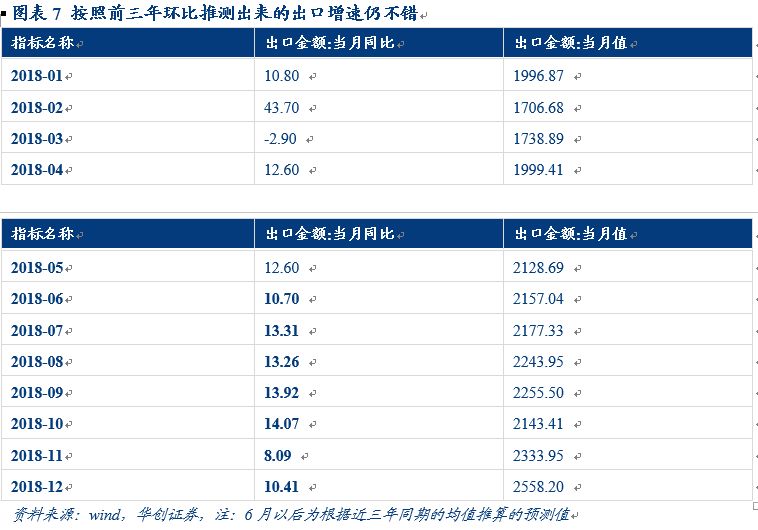 图表 7 按照前三年环比推测出来的出口增速仍不错
指标名称 出口金额:当月同比 出口金额:当月值
2018-01 10.80 1996.87
2018-02 43.70 1706.68
2018-03 -2.90 1738.89
2018-04 12.60 1999.41
指标名称 出口金额:当月同比 出口金额:当月值
2018-05 12.60 2128.69
2018-06 10.70 2157.04
2018-07 13.31 2177.33
2018-08 13.26 2243.95
2018-09 13.92 2255.50
2018-10 14.07 2143.41
2018-11 8.09 2333.95
2018-12 10.41 2558.20
资料来源：wind，华创证券，注：6 月以后为根据近三年同期的均值推算的预测值